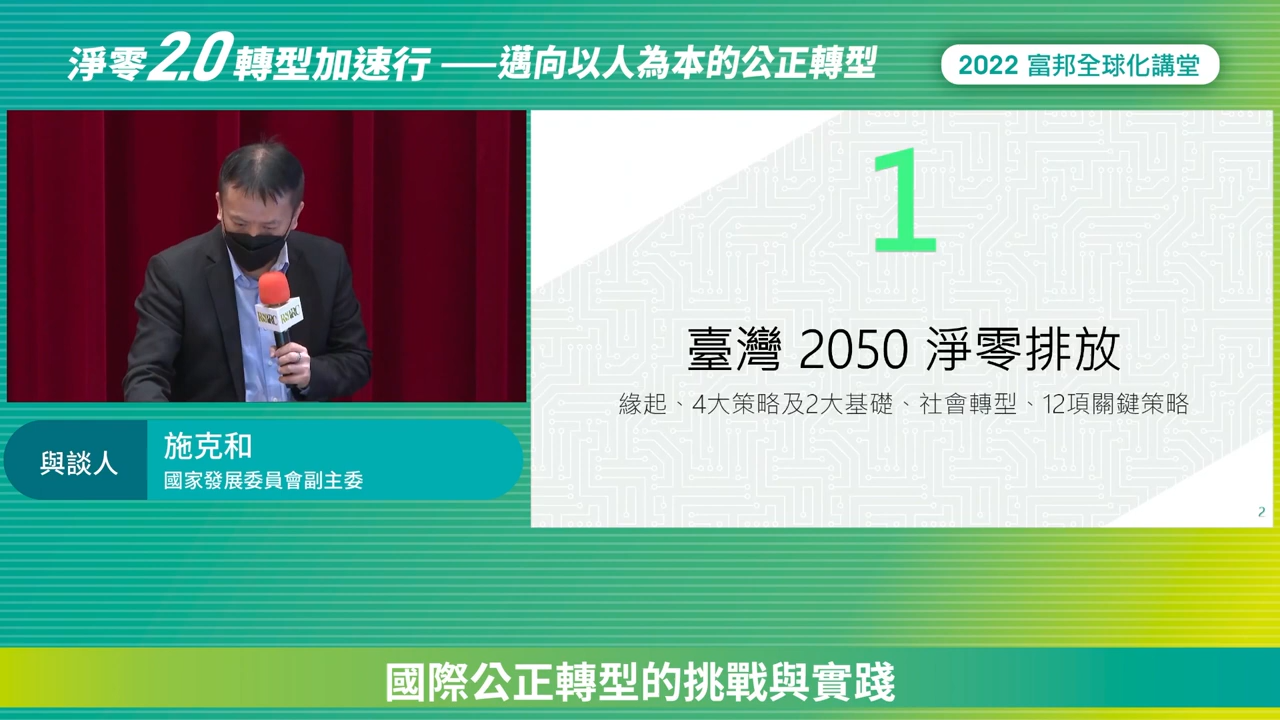 淨零2.0轉型加速行——邁向以人為本的公正轉型
2022 富邦全球化講堂
1
臺灣 2050 淨零排放
緣起、4大策略及2大基礎、社會轉型、12項關鍵策略
2
與談人
施克和
國家發展委員會副主委
國際公正轉型的挑戰與實踐